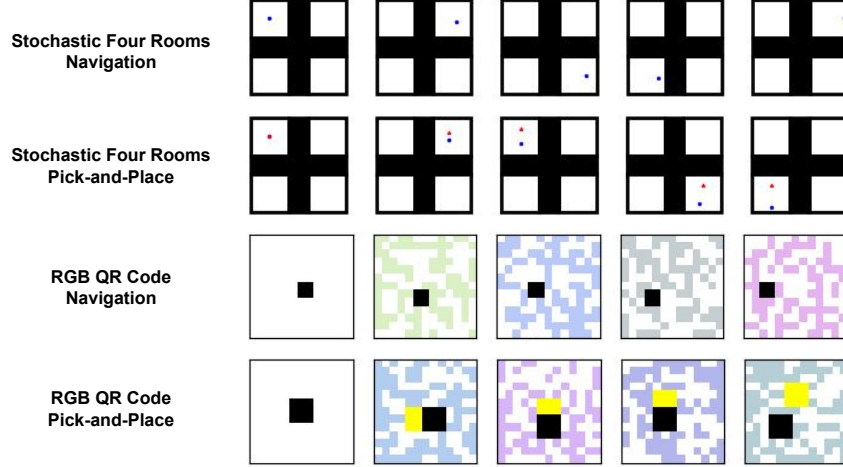 Stochastic Four Rooms
Navigation
Stochastic Four Rooms
Pick-and-Place
RGB QR Code
Navigation
RGB QR Code
Pick-and-Place